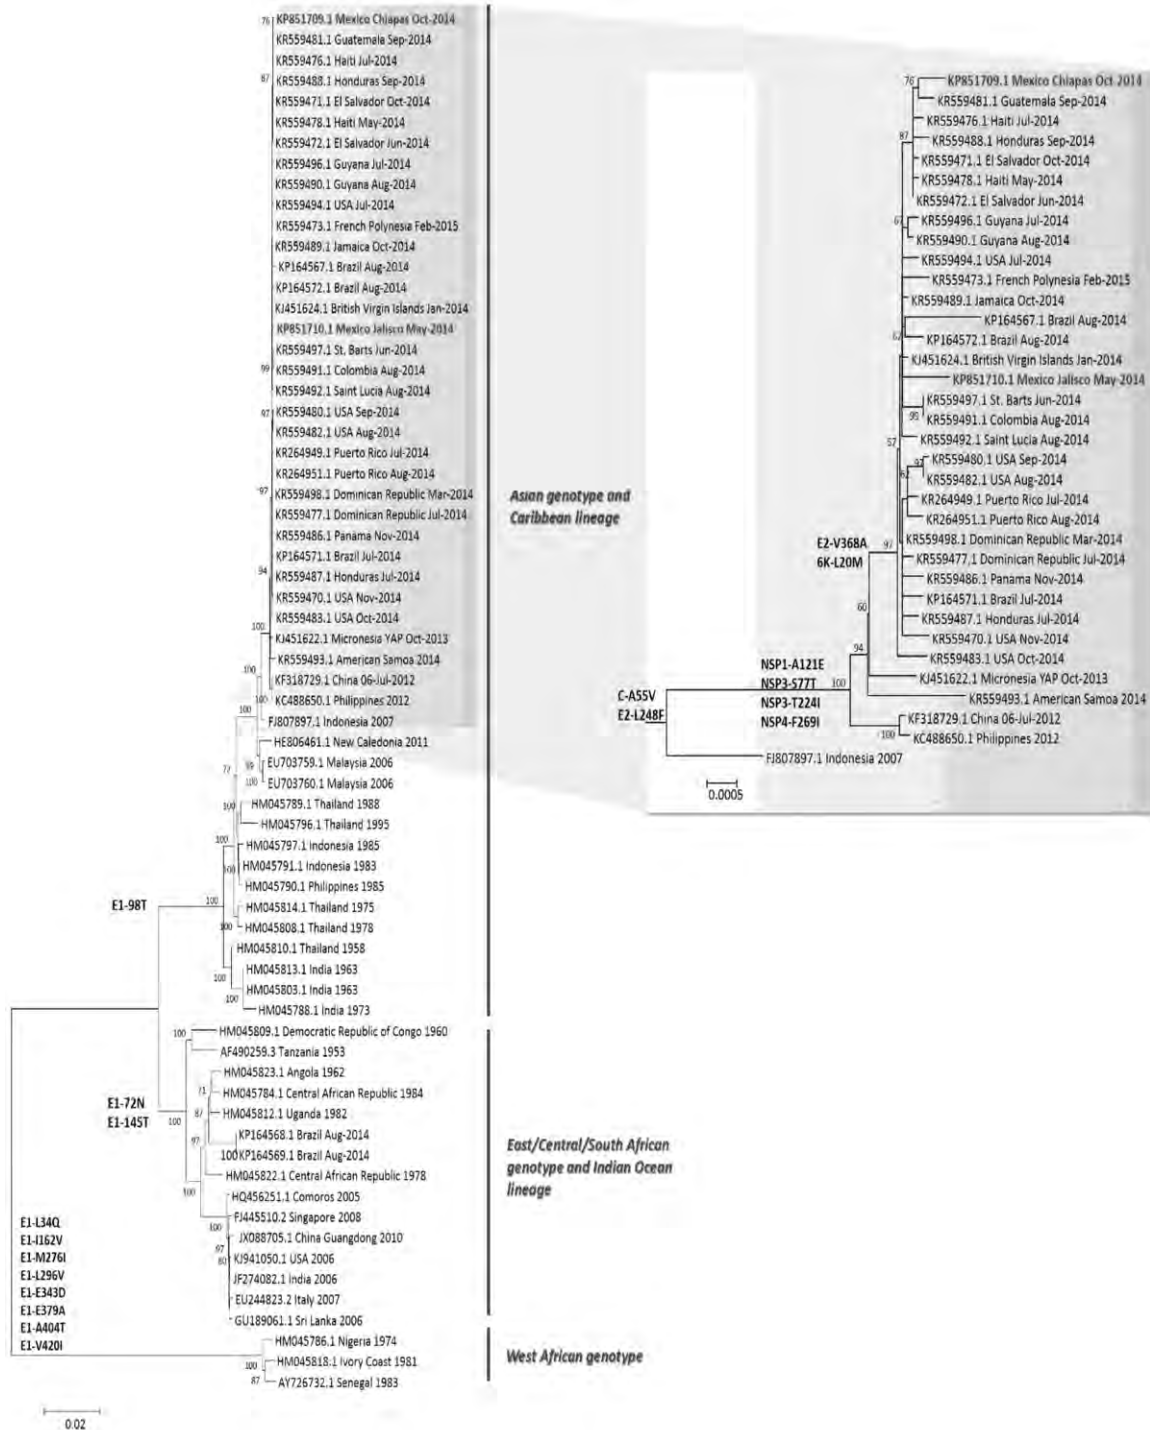 76 KP851709.1 Mexico Chiapas Oct-2014
KR559481.1 Guatemala Sep-2014
KR559476.1 Haiti Jul-2014
87 KR559488.1 Honduras Sep-2014
KR559471.1 El Salvador Oct-2014
KR559478.1 Haiti May-2014
KR559472.1 El Salvador Jun-2014
KR559496.1 Guyana Jul-2014
KR559490.1 Guyana Aug-2014
KR559494.1 USA Jul-2014
KR559473.1 French Polynesia Feb-2015
KR559489.1 Jamaica Oct-2014
KP164567.1 Brazil Aug-2014
KP164572.1 Brazil Aug-2014
KJ451624.1 British Virgin Islands Jan-2014
KP851710.1 Mexico Jalisco May-2014
KR559497.1 St. Barts Jun-2014
99 KR559491.1 Colombia Aug-2014
KR559492.1 Saint Lucia Aug-2014
97 KR559480.1 USA Sep-2014
KR559482.1 USA Aug-2014
KR264949.1 Puerto Rico Jul-2014
KR264951.1 Puerto Rico Aug-2014
97 KR559498.1 Dominican Republic Mar-2014
KR559477.1 Dominican Republic Jul-2014
KR559486.1 Panama Nov-2014
KP164571.1 Brazil Jul-2014
94 KR559487.1 Honduras Jul-2014
KR559470.1 USA Nov-2014
KR559483.1 USA Oct-2014
100 KJ451622.1 Micronesia YAP Oct-2013
KR559493.1 American Samoa 2014
100 KF318729.1 China 06-Jul-2012
100 KC488650.1 Philippines 2012
100 FJ807897.1 Indonesia 2007
HE806461.1 New Caledonia 2011
77 99 EU703759.1 Malaysia 2006
100 EU703760.1 Malaysia 2006
100 HM045789.1 Thailand 1988
HM045796.1 Thailand 1995
100 HM045797.1 Indonesia 1985
100 HM045791.1 Indonesia 1983
HM045790.1 Philippines 1985
E1-98T
100 HM045814.1 Thailand 1975
100 HM045808.1 Thailand 1978
HM045810.1 Thailand 1958
100 HM045813.1 India 1963
100 HM045803.1 India 1963
HM045788.1 India 1973
Asian genotype and
Caribbean lineage
100 HM045809.1 Democratic Republic of Congo 1960
AF490259.3 Tanzania 1953
HM045823.1 Angola 1962
71 HM045784.1 Central African Republic 1984
E1-72N
E1-145T
100
87 HM045812.1 Uganda 1982
KP164568.1 Brazil Aug-2014
97
100 KP164569.1 Brazil Aug-2014
HM045822.1 Central African Republic 1978
100 HQ456251.1 Comoros 2005
FJ445510.2 Singapore 2008
100
JX088705.1 China Guangdong 2010
97
KJ941050.1 USA 2006
JF274082.1 India 2006
EU244823.2 Italy 2007
GU189061.1 Sri Lanka 2006
East/Central/South African
genotype and Indian Ocean
lineage
E1-L34Q
E1-I162V
E1-M276I
E1-L296V
E1-E343D
E1-E379A
E1-A404T
E1-V420I
HM045786.1 Nigeria 1974
100 HM045818.1 Ivory Coast 1981
87 AY726732.1 Senegal 1983
West African genotype
0.02
76 KP851709.1 Mexico Chiapas Oct-2014
KR559481.1 Guatemala Sep-2014
KR559476.1 Haiti Jul-2014
87 KR559488.1 Honduras Sep-2014
KR559471.1 El Salvador Oct-2014
KR559478.1 Haiti May-2014
KR559472.1 El Salvador Jun-2014
KR559496.1 Guyana Jul-2014
KR559490.1 Guyana Aug-2014
KR559494.1 USA Jul-2014
KR559473.1 French Polynesia Feb-2015
KR559489.1 Jamaica Oct-2014
KP164567.1 Brazil Aug-2014
KP164572.1 Brazil Aug-2014
KJ451624.1 British Virgin Islands Jan-2014
KP851710.1 Mexico Jalisco May-2014
KR559497.1 St. Barts Jun-2014
KR559491.1 Colombia Aug-2014
57 KR559492.1 Saint Lucia Aug-2014
KR559480.1 USA Sep-2014
62 KR559482.1 USA Aug-2014
KR264949.1 Puerto Rico Jul-2014
KR264951.1 Puerto Rico Aug-2014
E2-V368A
6K-L20M
97 KR559498.1 Dominican Republic Mar-2014
KR559477.1 Dominican Republic Jul-2014
KR559486.1 Panama Nov-2014
60 KP164571.1 Brazil Jul-2014
KR559487.1 Honduras Jul-2014
94 KR559470.1 USA Nov-2014
KR559483.1 USA Oct-2014
NSP1-A121E
NSP3-S77T
NSP3-T224I
NSP4-F269I
100 KJ451622.1 Micronesia YAP Oct-2013
KR559493.1 American Samoa 2014
C-A55V
E2-L248F
KF318729.1 China 06-Jul-2012
100 KC488650.1 Philippines 2012
FJ807897.1 Indonesia 2007
0.0005